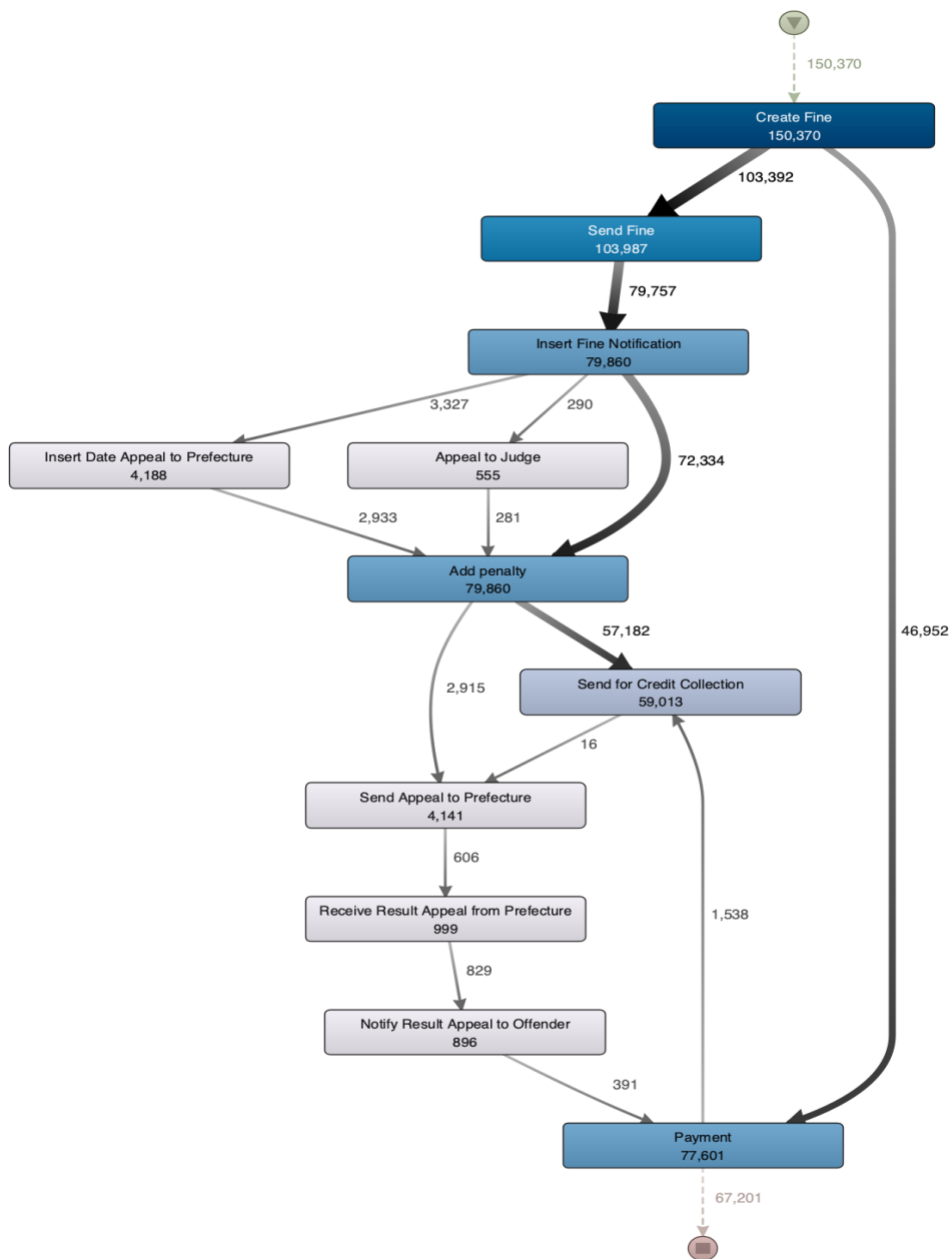 150,370
Create Fine
150,370
103,392
Send Fine
103,987
79,757
Insert Fine Notification
79,860
3,327
290
Insert Date Appeal to Prefecture
4,188
Appeal to Judge
555
72,334
2,933
281
Add penalty
79,860
57,182
46,952
2,915
Send for Credit Collection
59,013
16
Send Appeal to Prefecture
4,141
606
Receive Result Appeal from Prefecture
999
1,538
829
Notify Result Appeal to Offender
896
391
Payment
77,601
67,201